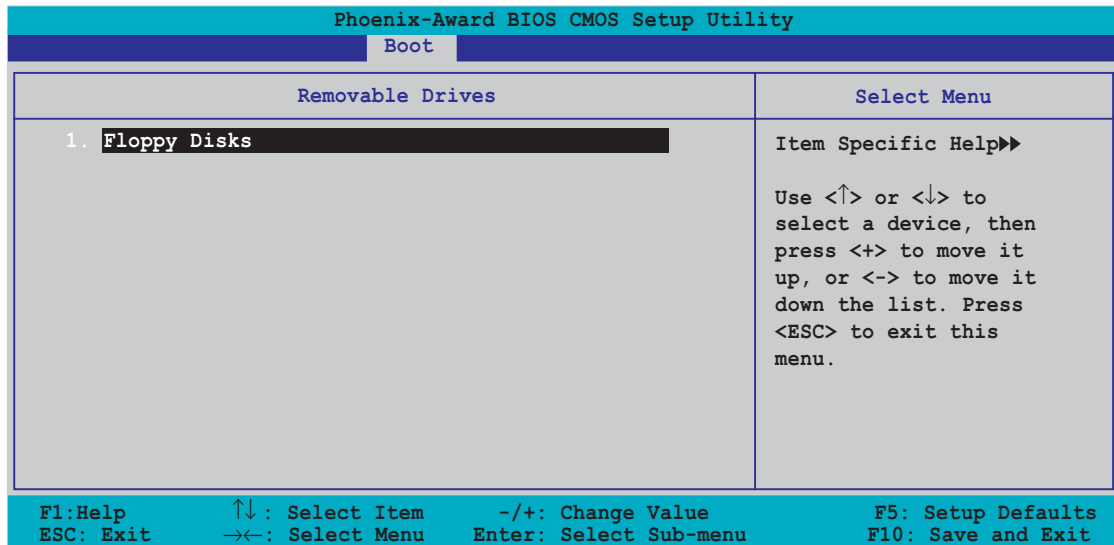 Phoenix-Award BIOS CMOS Setup Utility
Boot
Removable Drives
Select Menu
1. Floppy Disks
Item Specific Help▶▶
Use <↑> or <↓> to
select a device, then
press <+> to move it
up, or <-> to move it
down the list. Press
<ESC> to exit this
menu.
F1:Help ↑↓ : Select Item -/+: Change Value F5: Setup Defaults
ESC: Exit →←: Select Menu Enter: Select Sub-menu F10: Save and Exit